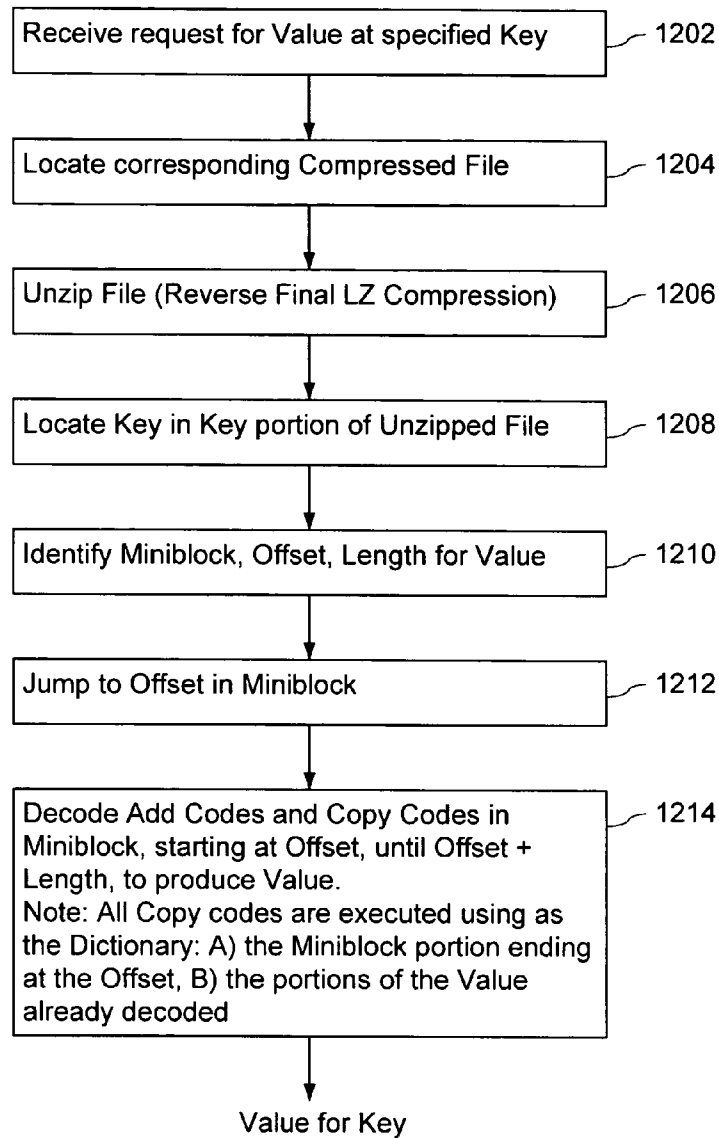 Receive request for Value at specified Key
1202
Locate corresponding Compressed File
1204
Unzip File (Reverse Final LZ Compression)
1206
Locate Key in Key portion of Unzipped File
1208
Identify Miniblock, Offset, Length for Value
1210
Jump to Offset in Miniblock
1212
Decode Add Codes and Copy Codes in
1214
Miniblock, starting at Offset, until Offset +
Length, to produce Value.
Note: All Copy codes are executed using as
the Dictionary: A) the Miniblock portion ending
at the Offset, B) the portions of the Value
already decoded
Value for Key